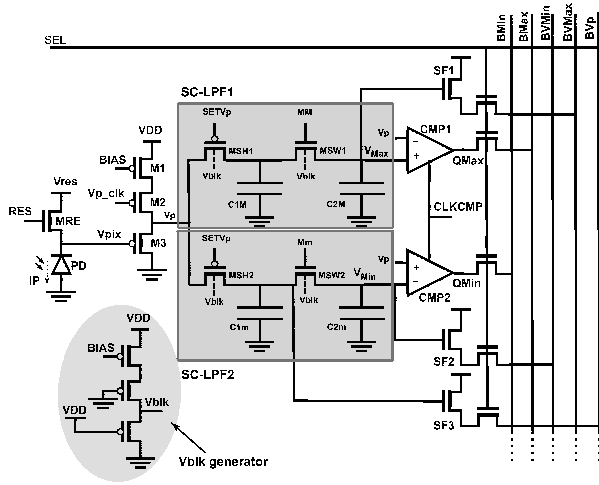 BMin BMax BVMin BVMax BVp
SEL
SC-LPF1
SF1
SETVp MM
VDD
Vp CMP1
BIAS M1 MSH1 MSW1 VMax QMax
Vres Vp_clk M2 Vblk Vblk
RES MRE Vp C1M C2M CLKCMP
Vpix M3
SETVp Mm Vp
IP PD MSH2 MSW2 VMin QMin
Vblk Vblk CMP2
C1m C2m
VDD
BIAS SC-LPF2 SF2
VDD Vblk SF3
Vblk generator